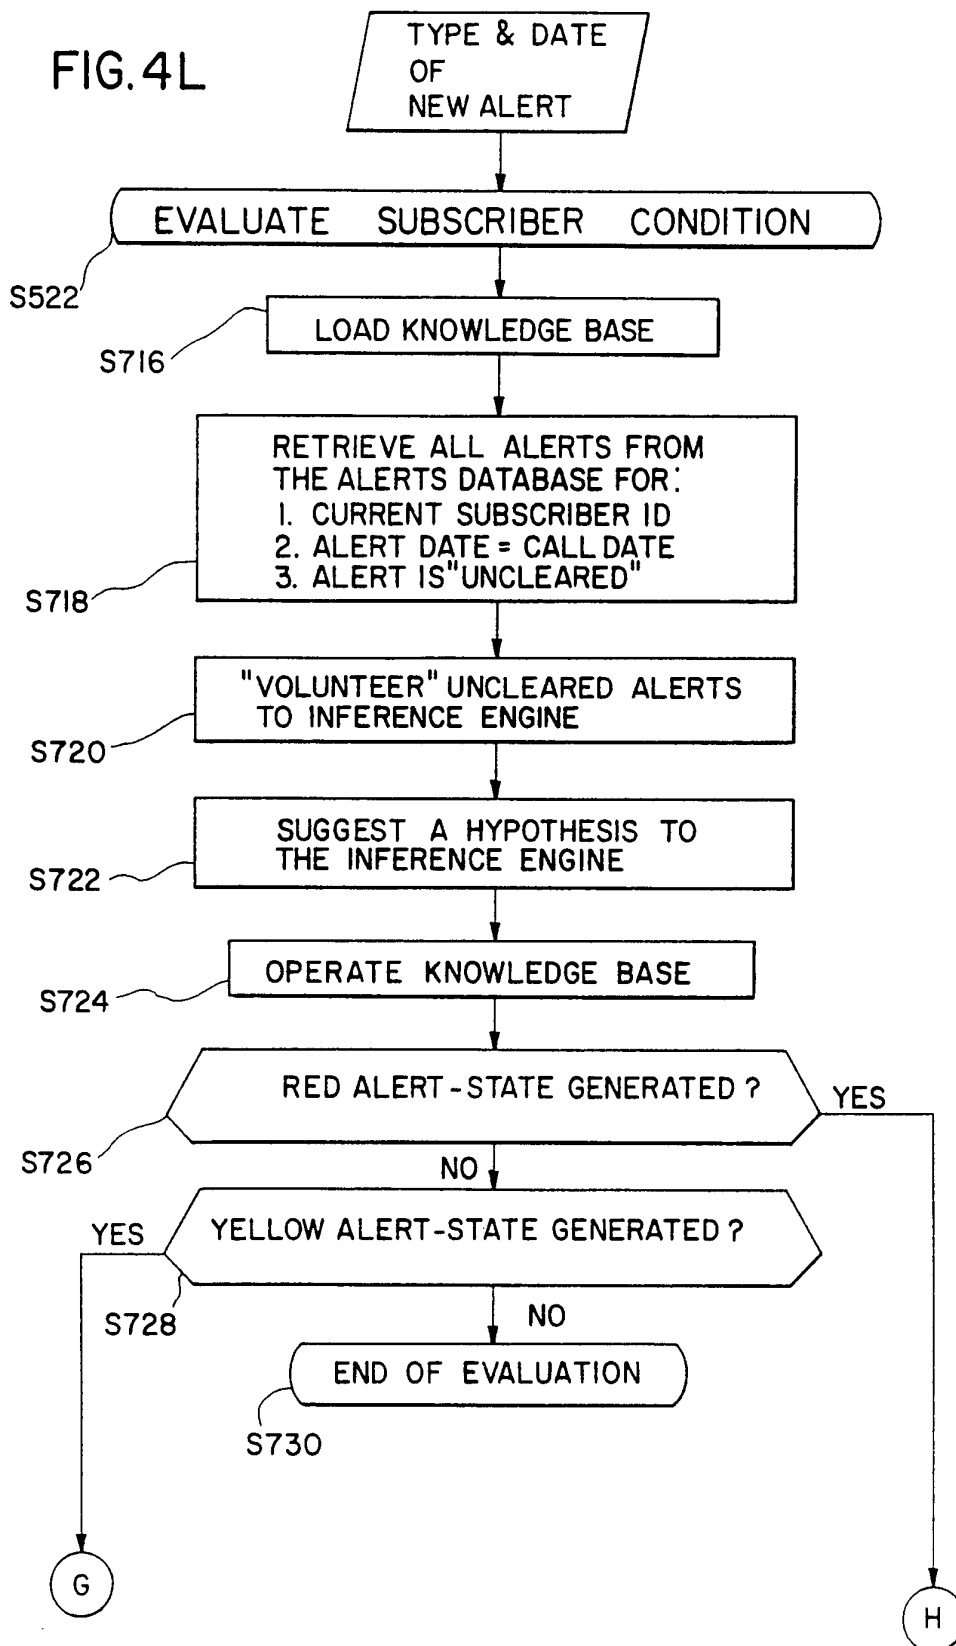 FIG. 4L
TYPE & DATE
OF
NEW ALERT
EVALUATE SUBSCRIBER CONDITION
S522
LOAD KNOWLEDGE BASE
S716
RETRIEVE ALL ALERTS FROM
THE ALERTS DATABASE FOR:
1. CURRENT SUBSCRIBER ID
2. ALERT DATE = CALL DATE
3. ALERT IS "UNCLEARED"
S718
"VOLUNTEER" UNCLEARED ALERTS
TO INFERENCE ENGINE
S720
SUGGEST A HYPOTHESIS TO
THE INFERENCE ENGINE
S722
OPERATE KNOWLEDGE BASE
S724
RED ALERT-STATE GENERATED?
YES
S726
NO
YELLOW ALERT-STATE GENERATED?
YES
S728
NO
END OF EVALUATION
S730
G
H